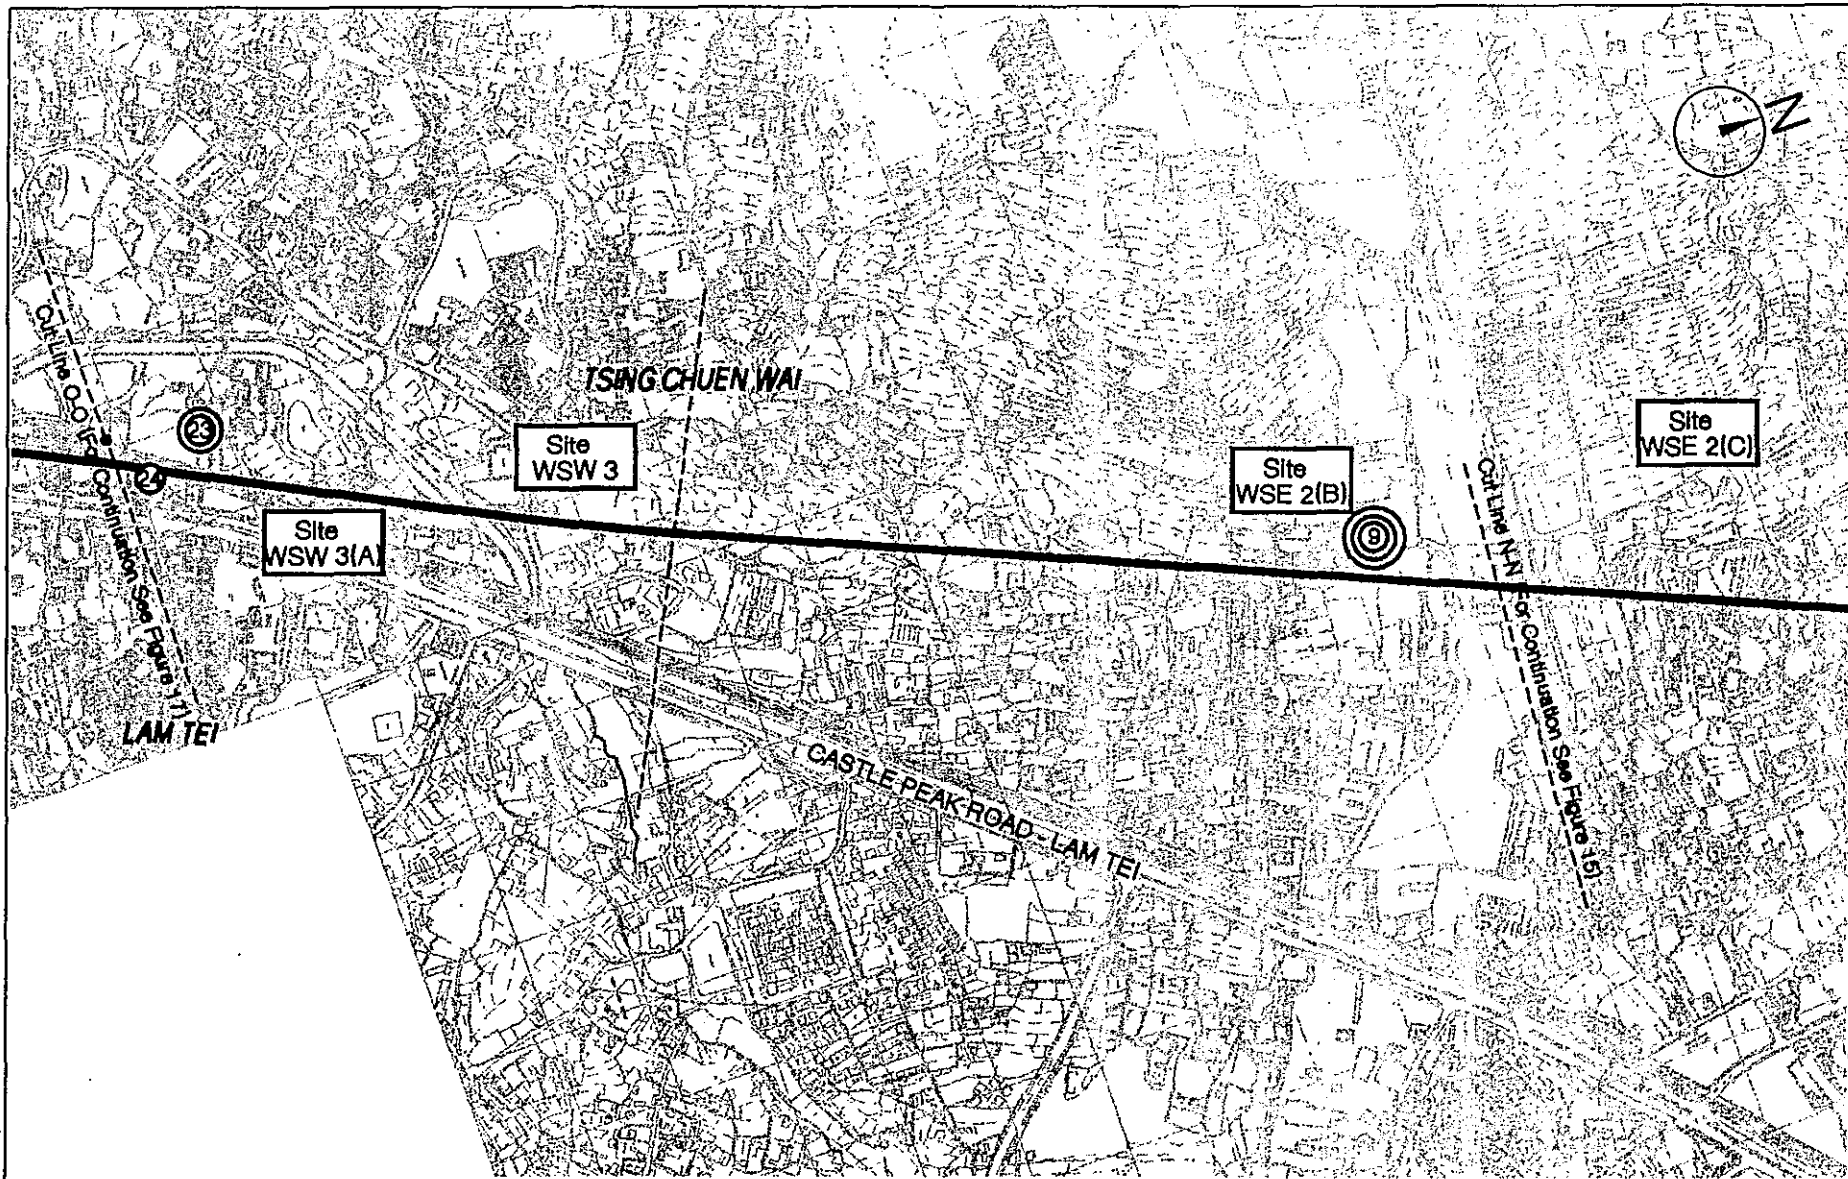 N
TSING CHUEN WAI
Cut Line O-O (For Continuation See Figure 17)
23
24
Site
WSW 3
Site
WSW 3(A)
Site
WSE 2(B)
9
Site
WSE 2(C)
Cut Line N-N (For Continuation See Figure 15)
LAM TEI
CASTLE PEAK ROAD - LAM TEI